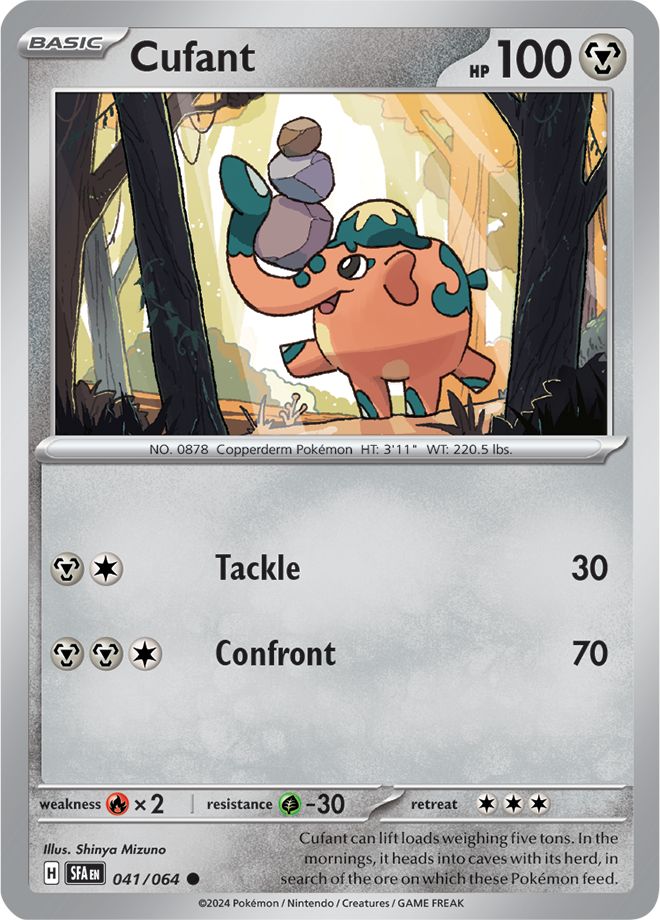 BASIC
Cufant
HP 100
NO. 0878 Copperderm Pokémon HT: 3'11" WT: 220.5 lbs.
Tackle 30
Confront 70
weakness ×2 resistance -30 retreat
Illus. Shinya Mizuno
H SFA EN 041/064
Cufant can lift loads weighing five tons. In the
mornings, it heads into caves with its herd, in
search of the ore on which these Pokémon feed.
©2024 Pokémon / Nintendo / Creatures / GAME FREAK